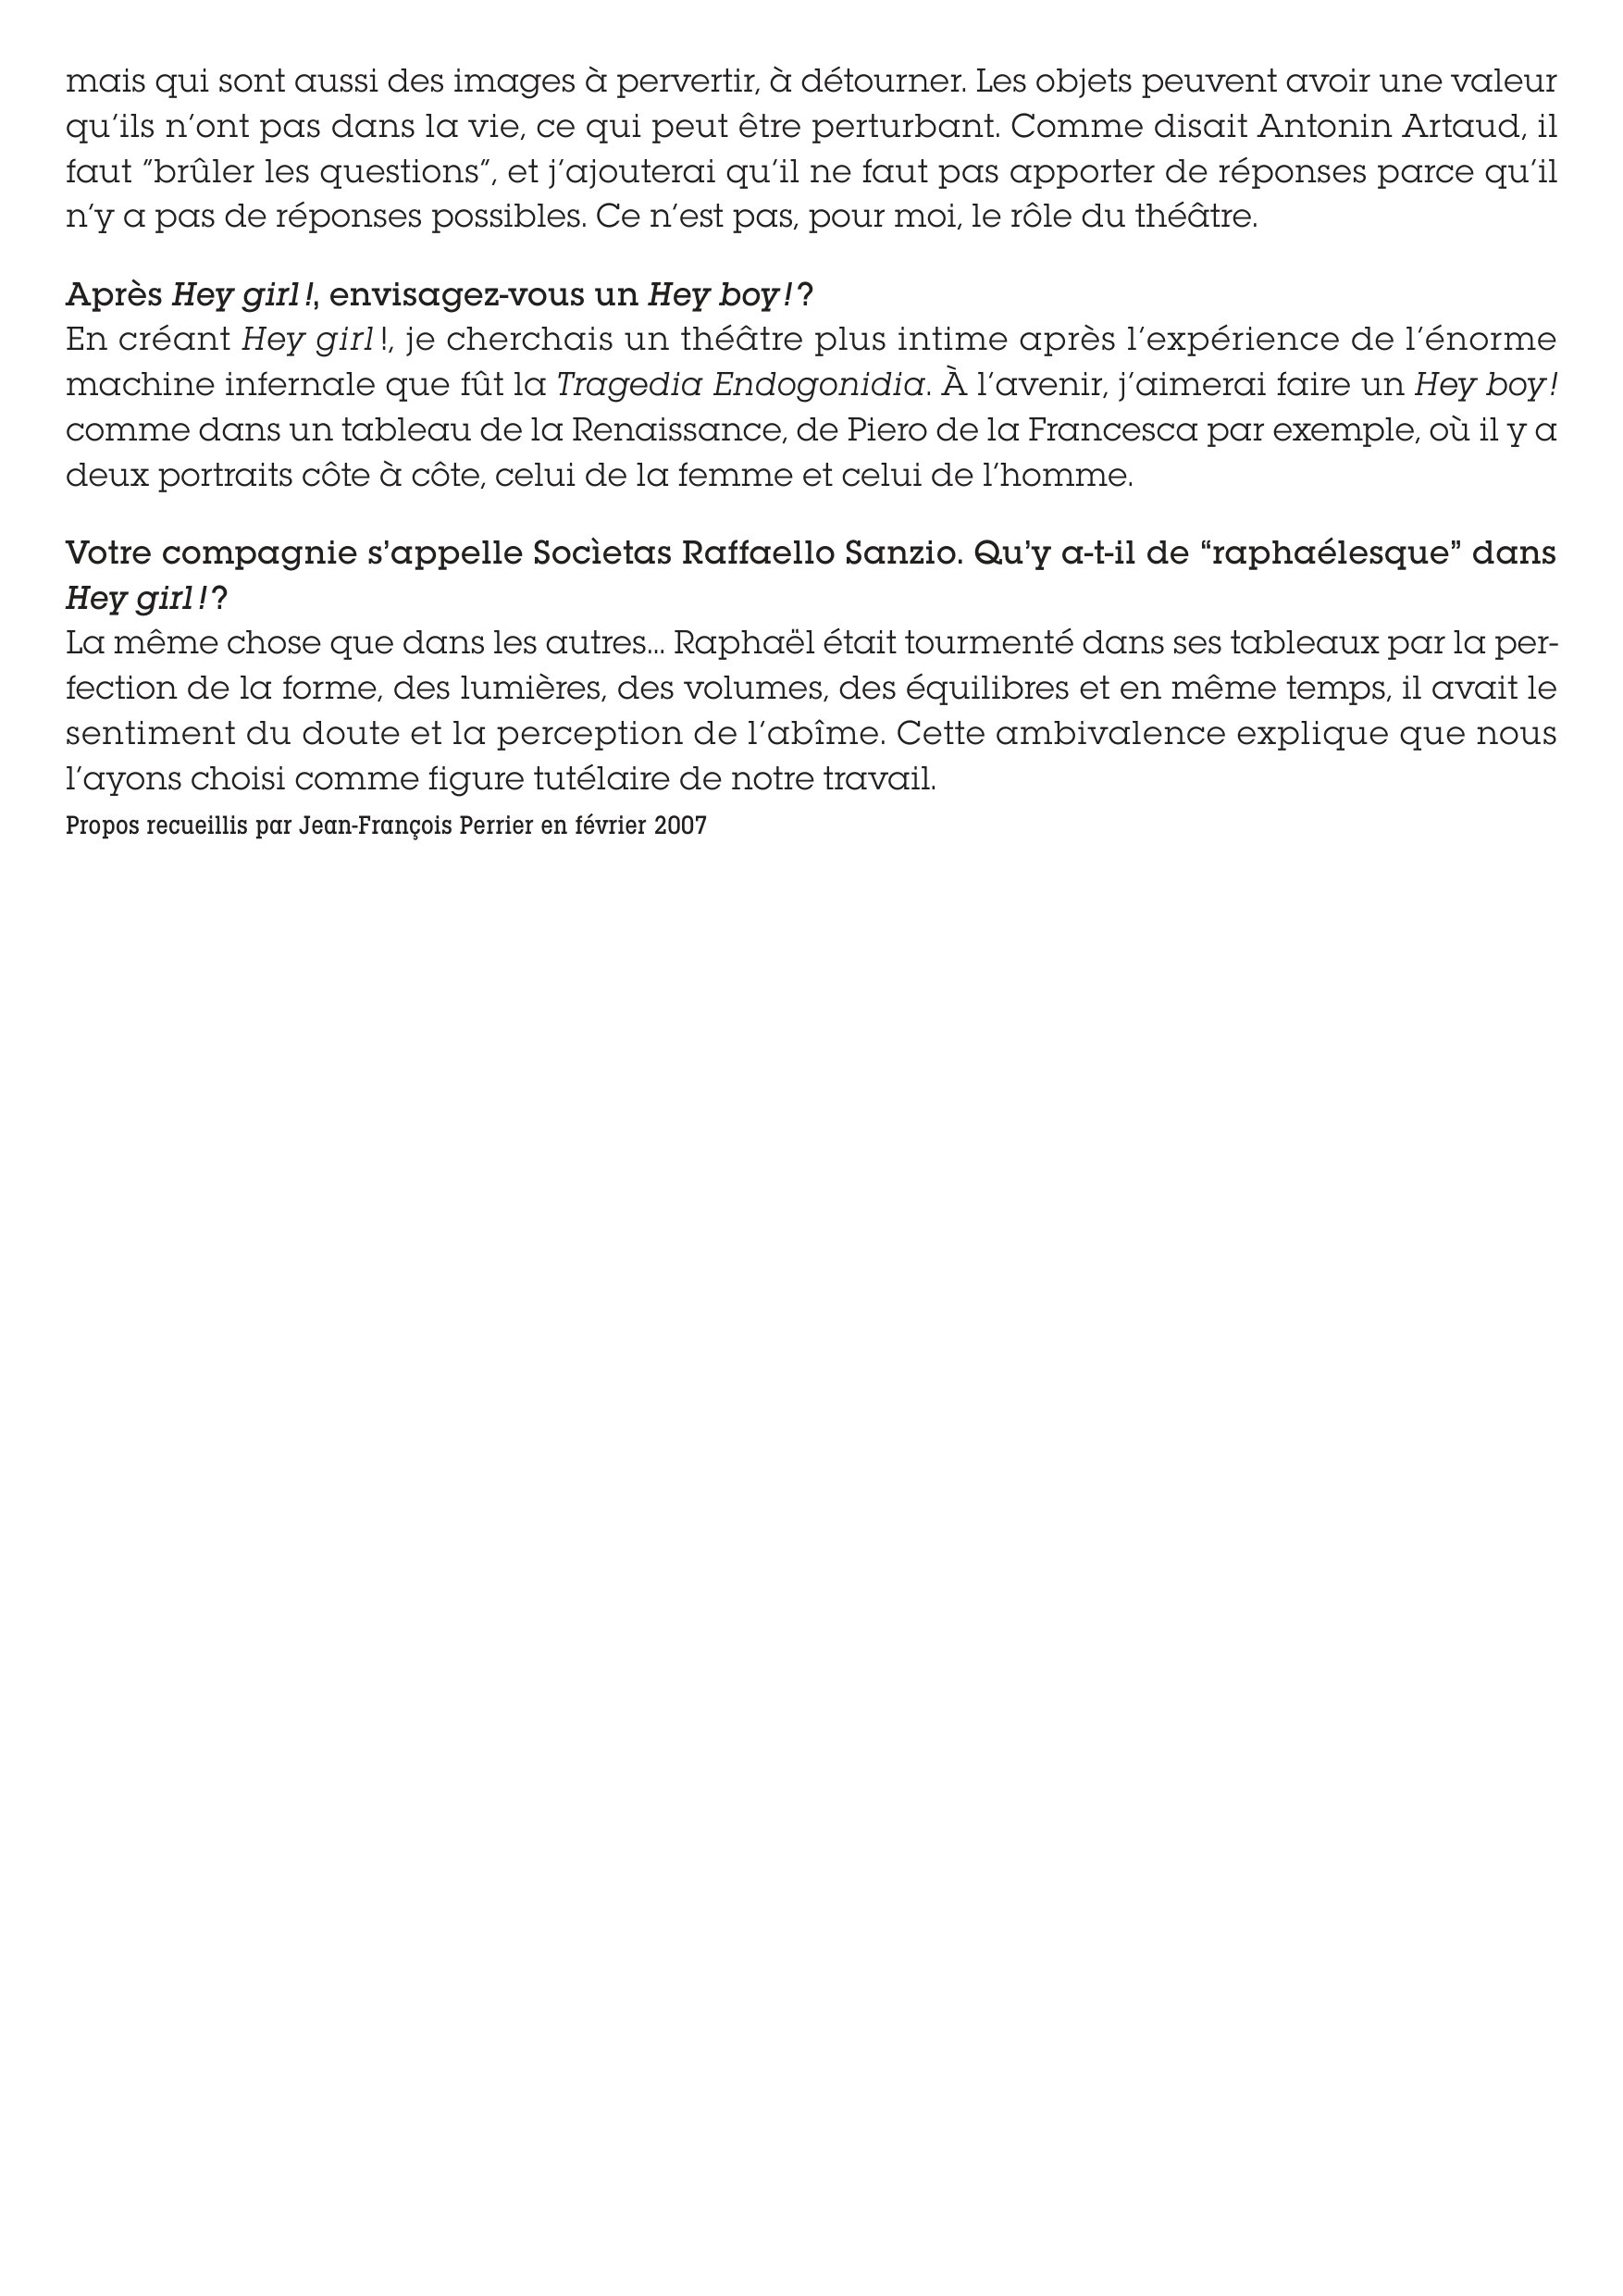 mais qui sont aussi des images à pervertir, à détourner. Les objets peuvent avoir une valeur
qu’ils n’ont pas dans la vie, ce qui peut être perturbant. Comme disait Antonin Artaud, il
faut ″brûler les questions″, et j’ajouterai qu’il ne faut pas apporter de réponses parce qu’il
n’y a pas de réponses possibles. Ce n’est pas, pour moi, le rôle du théâtre.
Après Hey girl !, envisagez-vous un Hey boy ! ?
En créant Hey girl !, je cherchais un théâtre plus intime après l’expérience de l’énorme
machine infernale que fût la Tragedia Endogonidia. À l’avenir, j’aimerai faire un Hey boy !
comme dans un tableau de la Renaissance, de Piero de la Francesca par exemple, où il y a
deux portraits côte à côte, celui de la femme et celui de l’homme.
Votre compagnie s’appelle Socìetas Raffaello Sanzio. Qu’y a-t-il de “raphaélesque” dans
Hey girl ! ?
La même chose que dans les autres... Raphaël était tourmenté dans ses tableaux par la per-
fection de la forme, des lumières, des volumes, des équilibres et en même temps, il avait le
sentiment du doute et la perception de l’abîme. Cette ambivalence explique que nous
l’ayons choisi comme figure tutélaire de notre travail.
Propos recueillis par Jean-François Perrier en février 2007